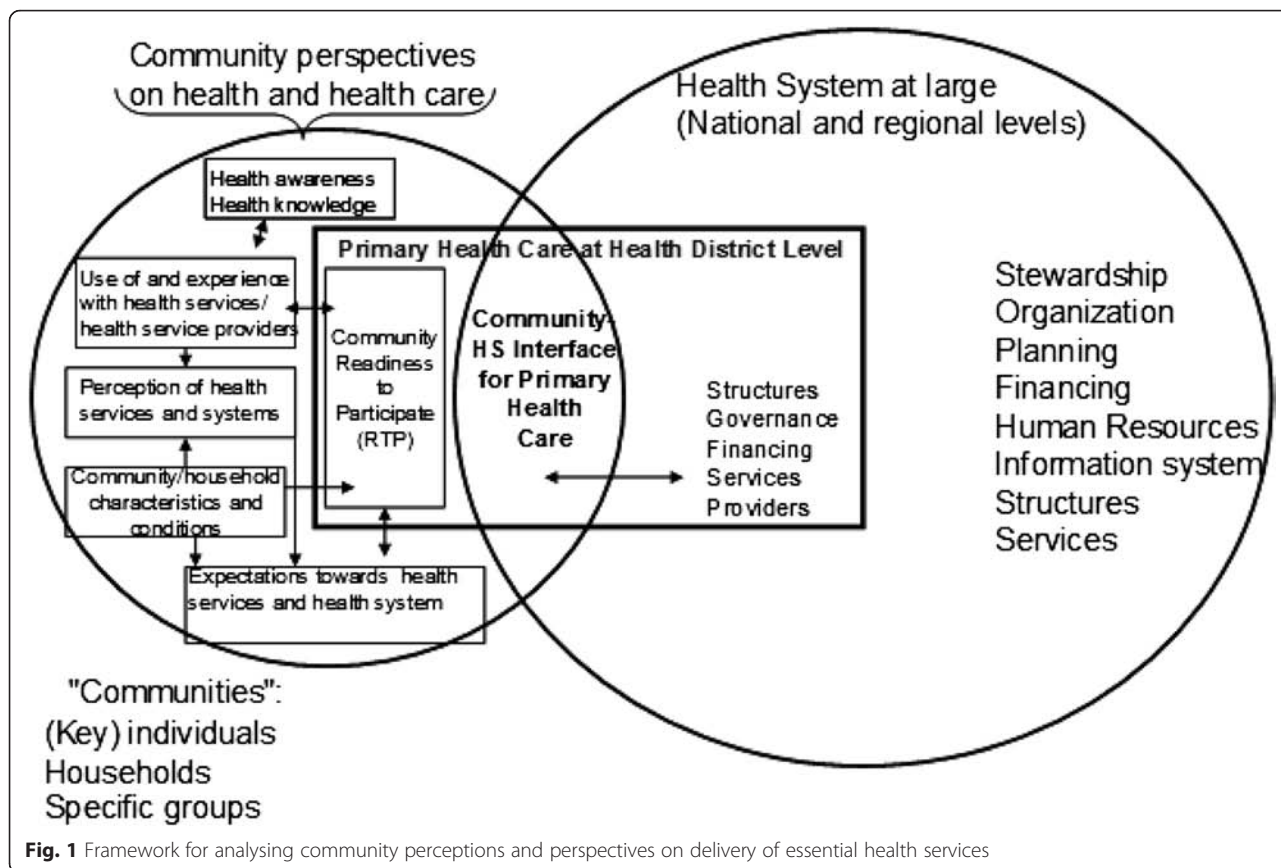 Community perspectives
on health and health care
Health System at large
(National and regional levels)
Health awareness
Health knowledge
Primary Health Care at Health District Level
Use of and experience
with health services/
health service providers
Perception of health
services and systems
Community/household
characteristics and
conditions
Expectations towards health
services and health system
Community
Readiness
to
Participate
(RTP)
Community-
HS Interface
for Primary
Health
Care
Structures
Governance
Financing
Services
Providers
Stewardship
Organization
Planning
Financing
Human Resources
Information system
Structures
Services
"Communities":
(Key) individuals
Households
Specific groups
Fig. 1 Framework for analysing community perceptions and perspectives on delivery of essential health services